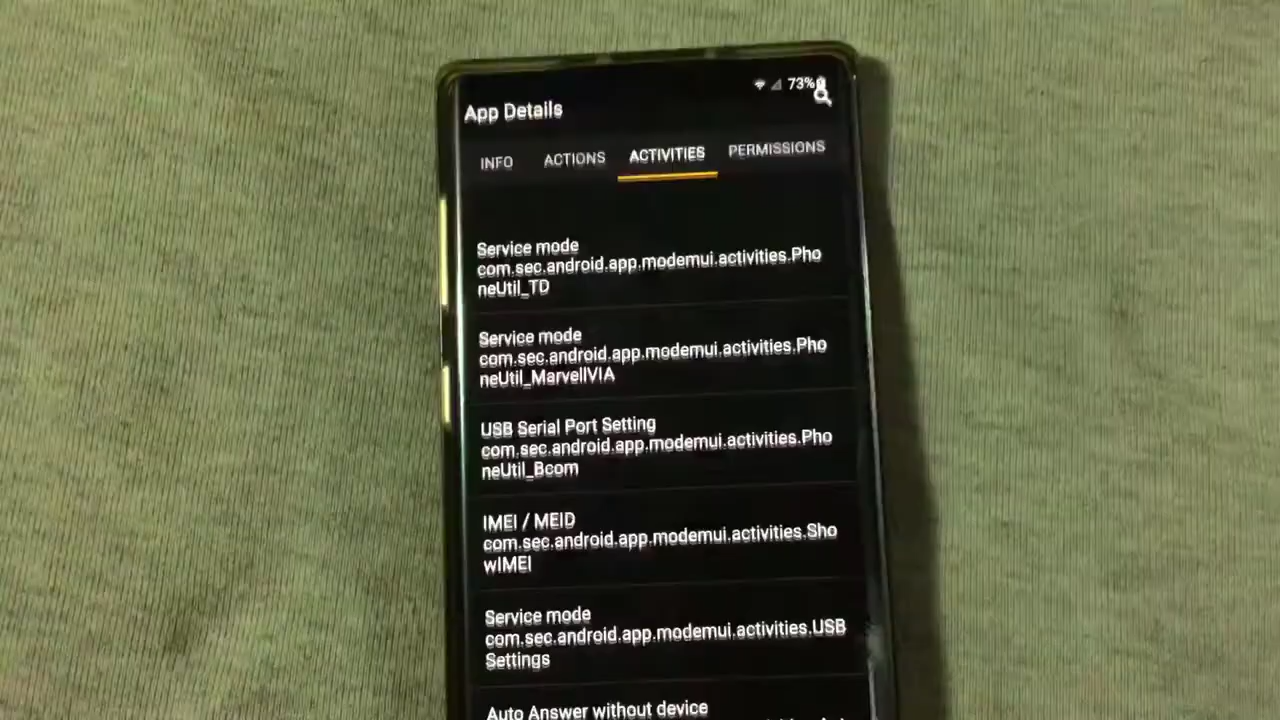 73%
App Details
INFO ACTIONS ACTIVITIES PERMISSIONS
Service mode
com.sec.android.app.modemui.activities.Pho
neUtil_TD
Service mode
com.sec.android.app.modemui.activities.Pho
neUtil_MarvellVIA
USB Serial Port Setting
com.sec.android.app.modemui.activities.Pho
neUtil_Bcom
IMEI / MEID
com.sec.android.app.modemui.activities.Sho
wIMEI
Service mode
com.sec.android.app.modemui.activities.USB
Settings
Auto Answer without device